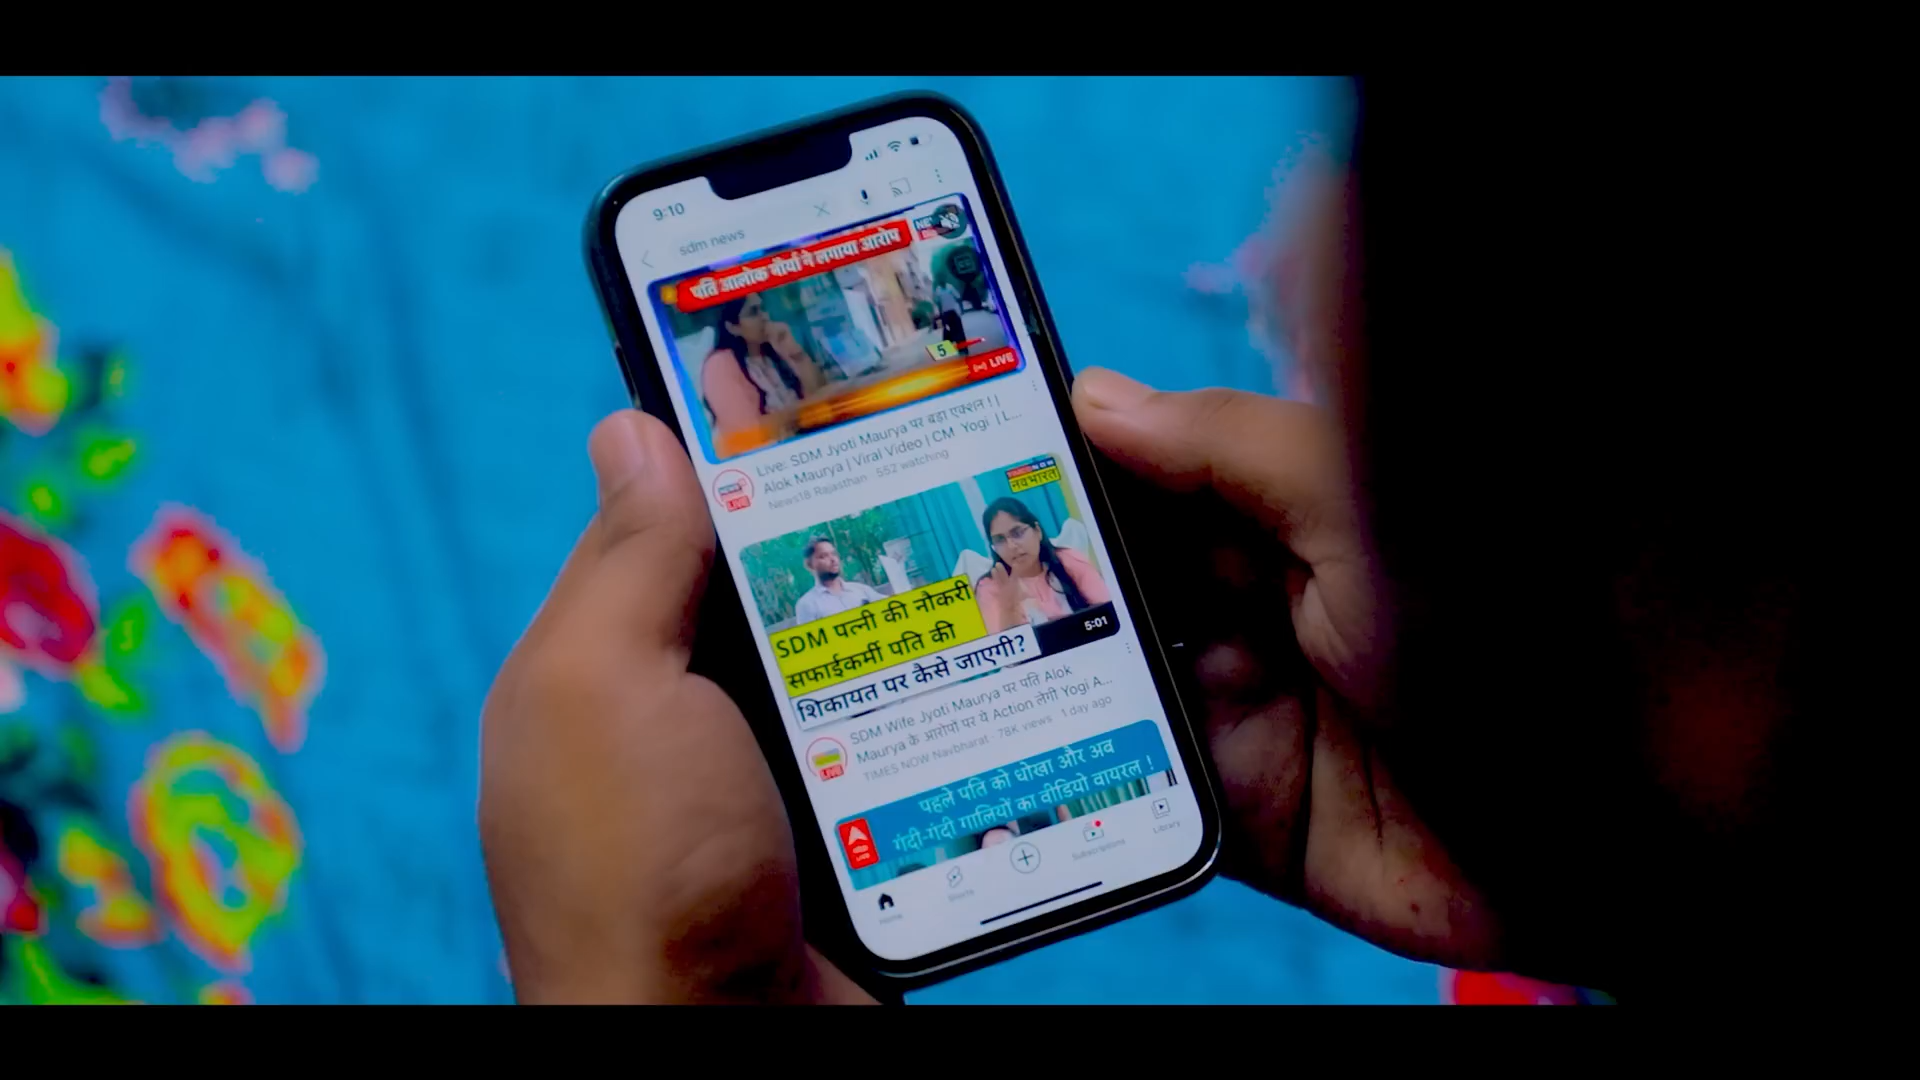 9:10
sdm news
पति आलोक मौर्या ने लगाया आरोप
5
LIVE
Live: SDM Jyoti Maurya पर बड़ा एक्शन ! |
Alok Maurya | Viral Video | CM Yogi | L...
News18 Rajasthan · 552 watching
LIVE
नवभारत
SDM पत्नी की नौकरी
सफाईकर्मी पति की
शिकायत पर कैसे जाएगी?
5:01
SDM Wife Jyoti Maurya पर पति Alok
Maurya के आरोपों पर ये Action लेगी Yogi A...
TIMES NOW Navbharat · 78K views · 1 day ago
LIVE
पहले पति को धोखा और अब
गंदी-गंदी गालियों का वीडियो वायरल !
Home
Shorts
Subscriptions
Library